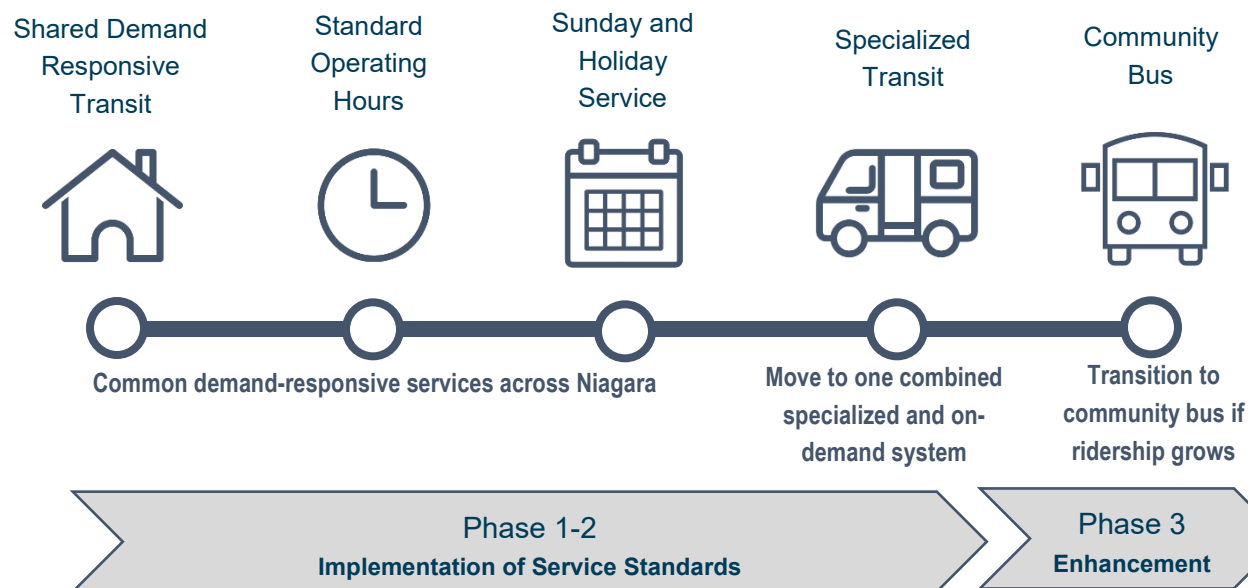 Shared Demand
Responsive
Transit
Standard
Operating
Hours
Sunday and
Holiday
Service
Specialized
Transit
Community
Bus
Common demand-responsive services across Niagara
Move to one combined
specialized and on-
demand system
Transition to
community bus if
ridership grows
Phase 1-2
Implementation of Service Standards
Phase 3
Enhancement